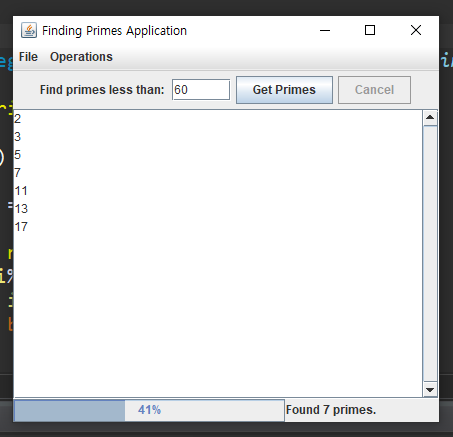 Finding Primes Application
File Operations
Find primes less than: 60 Get Primes Cancel
2
3
5
7
11
13
17
41% Found 7 primes.